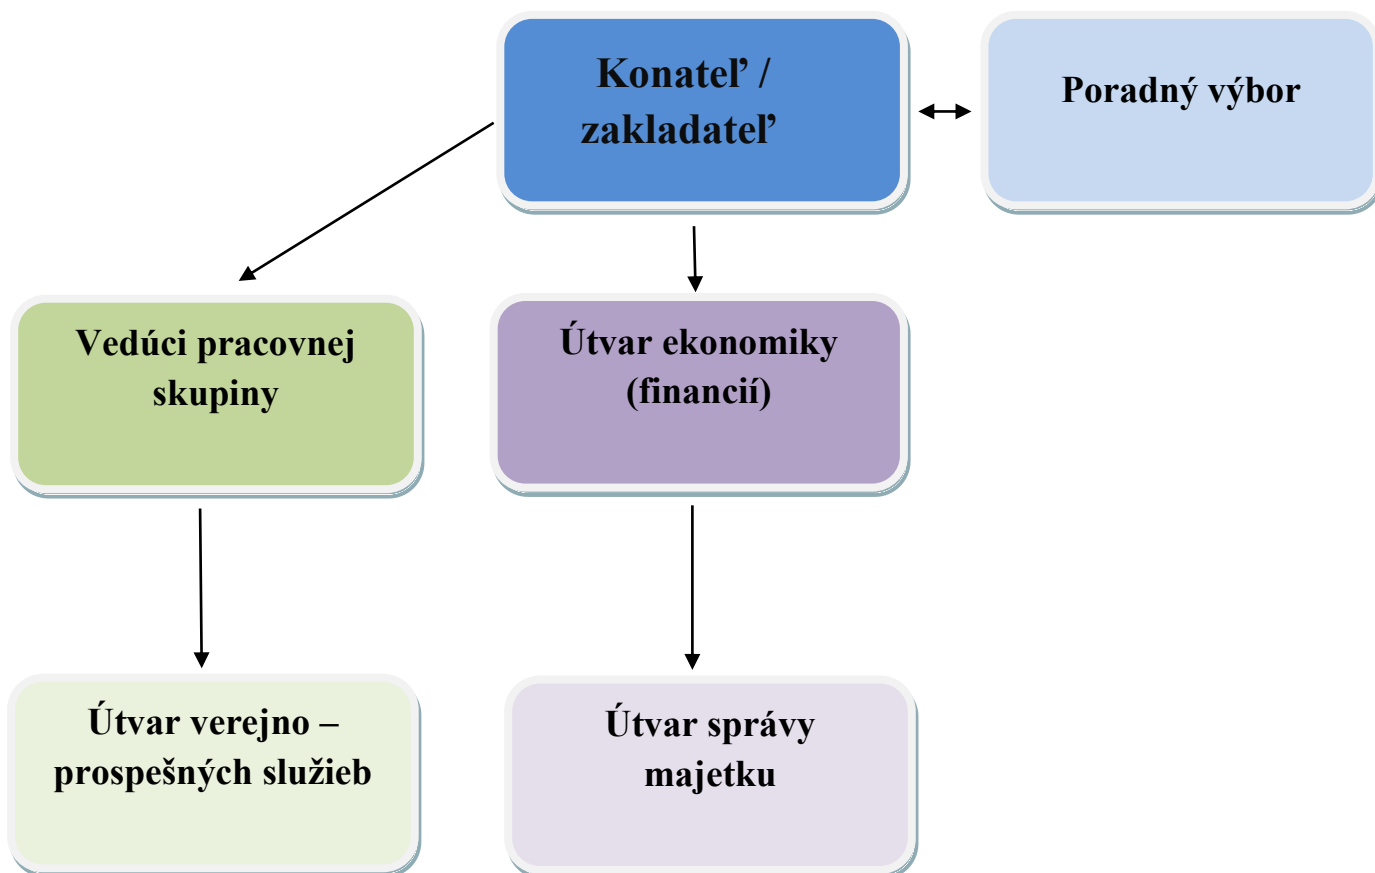 Konateľ /
zakladateľ
Poradný výbor
Vedúci pracovnej
skupiny
Útvar ekonomiky
(financií)
Útvar verejno –
prospešných služieb
Útvar správy
majetku